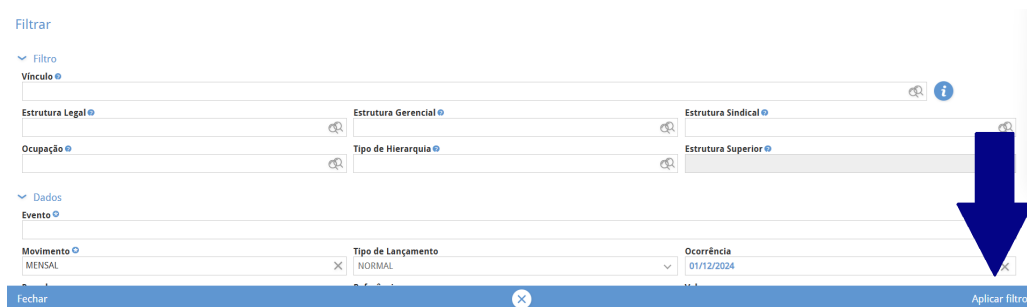 Filtrar
Filtro
Vínculo
Estrutura Legal Estrutura Gerencial Estrutura Sindical
Ocupação Tipo de Hierarquia Estrutura Superior
Dados
Evento
Movimento Tipo de Lançamento Ocorrência
MENSAL NORMAL 01/12/2024
Fechar Aplicar filtro